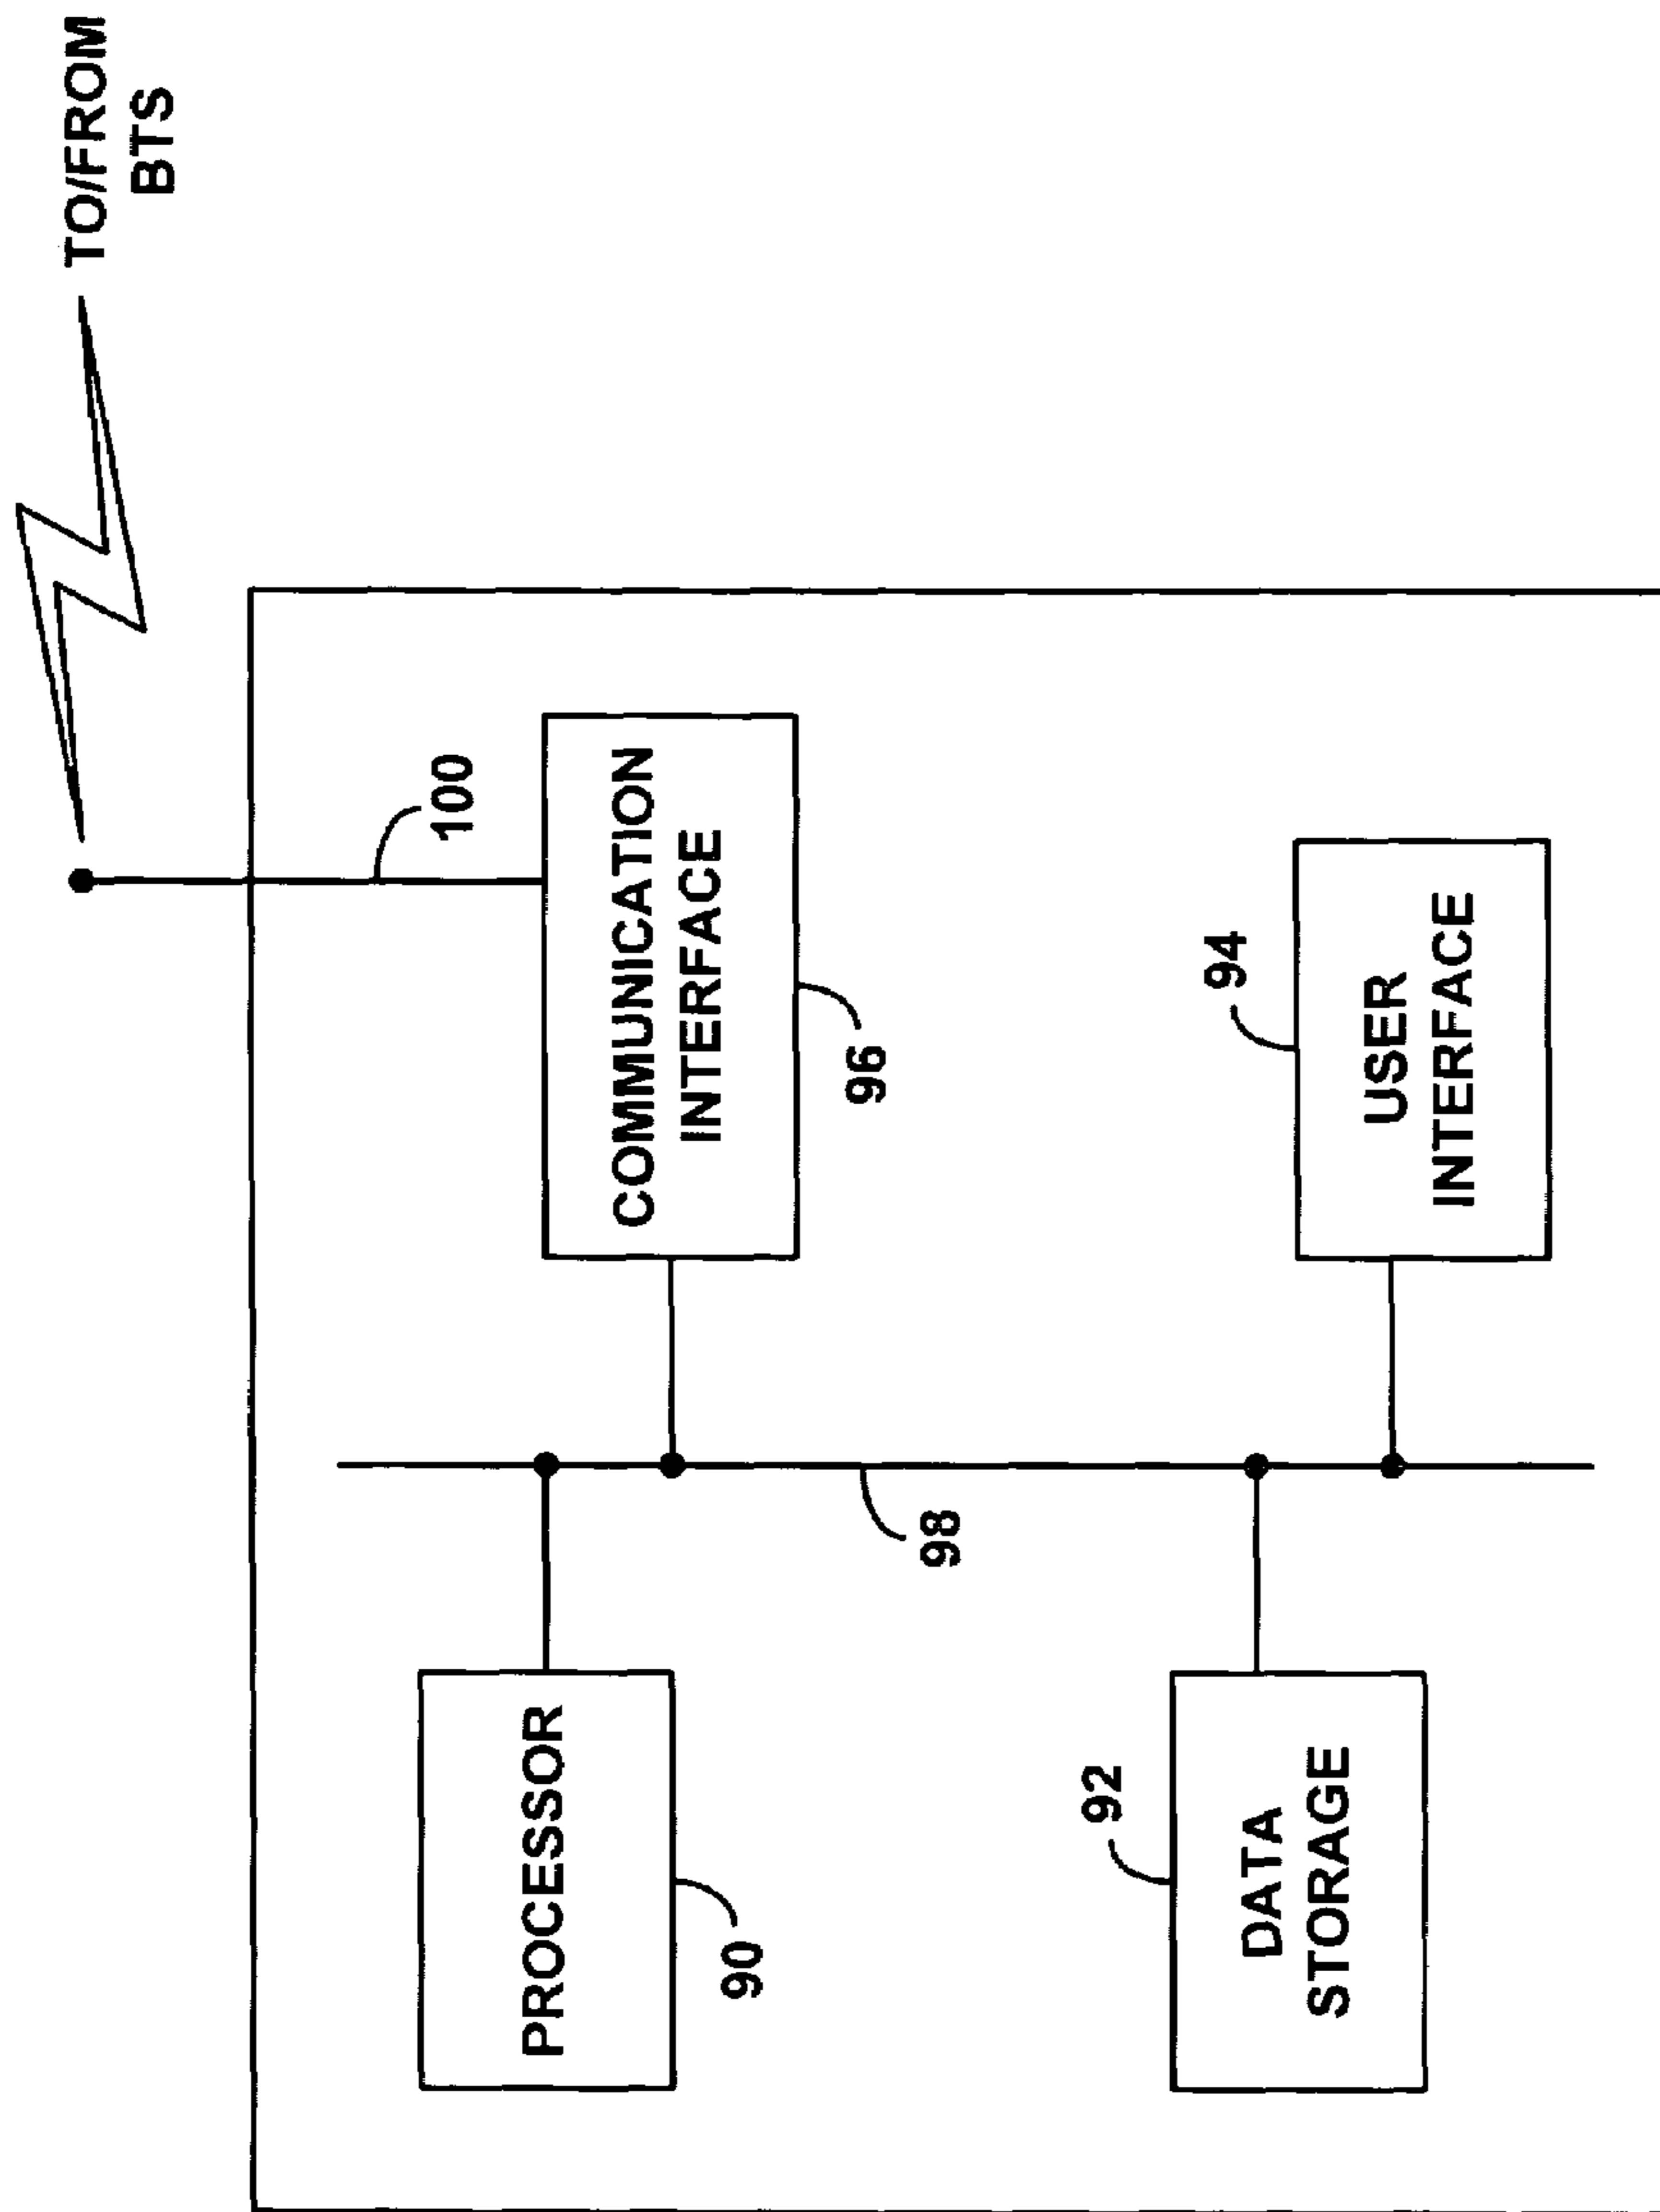 TO/FROM
BTS
100
PROCESSOR
90
COMMUNICATION
INTERFACE
96
98
92
DATA
STORAGE
94
USER
INTERFACE